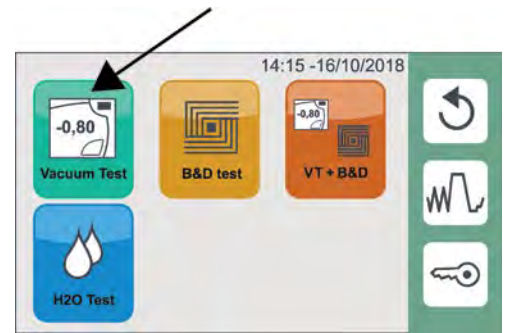 14:15 -16/10/2018
-0,80
-0,80
Vacuum Test
B&D test
VT + B&D
H2O Test